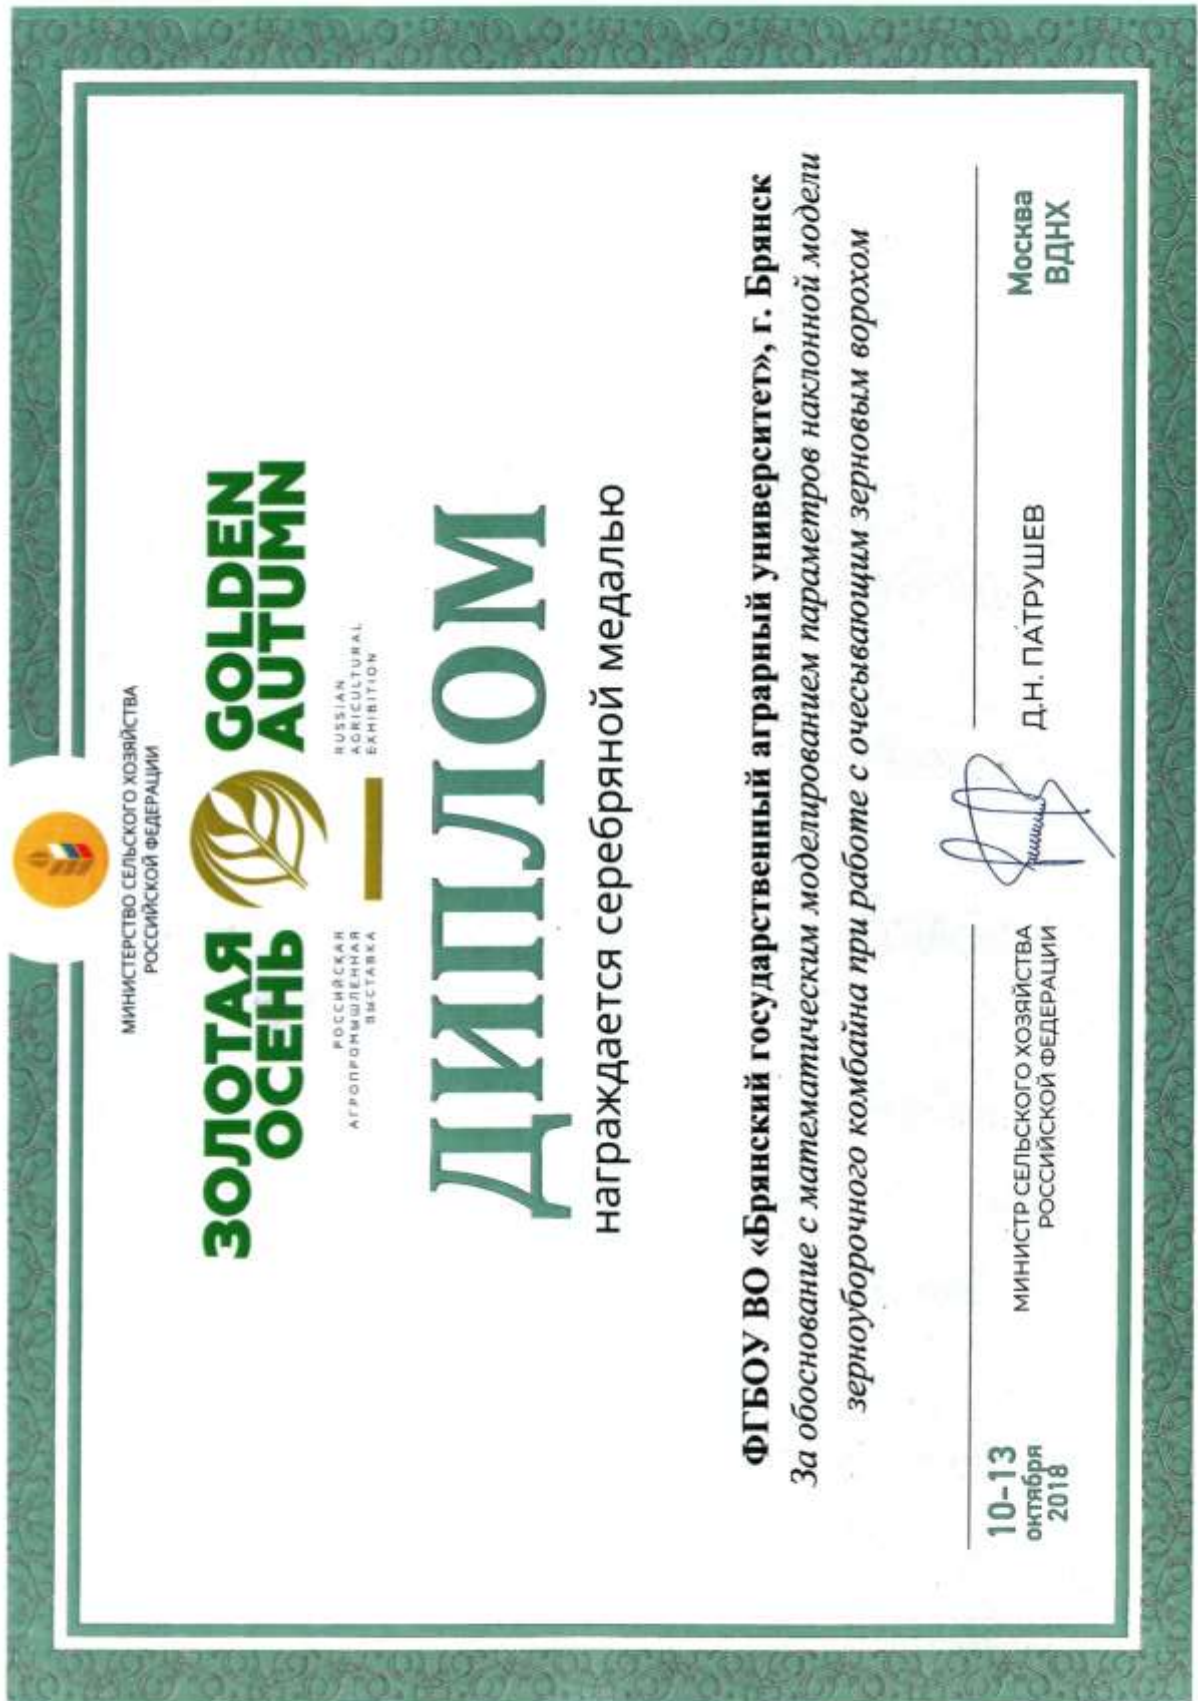 МИНИСТЕРСТВО СЕЛЬСКОГО ХОЗЯЙСТВА
РОССИЙСКОЙ ФЕДЕРАЦИИ
ЗОЛОТАЯ
ОСЕНЬ
GOLDEN
AUTUMN
РОССИЙСКАЯ
АГРОПРОМЫШЛЕННАЯ
ВЫСТАВКА
RUSSIAN
AGRICULTURAL
EXHIBITION
ДИПЛОМ
награждается серебряной медалью
ФГБОУ ВО «Брянский государственный аграрный университет», г. Брянск
За обоснование с математическим моделированием параметров наклонной модели
зерноуборочного комбайна при работе с очесывающим зерновым ворохом
10-13
октября
2018
МИНИСТР СЕЛЬСКОГО ХОЗЯЙСТВА
РОССИЙСКОЙ ФЕДЕРАЦИИ
Д.Н. ПАТРУШЕВ
Москва
ВДНХ